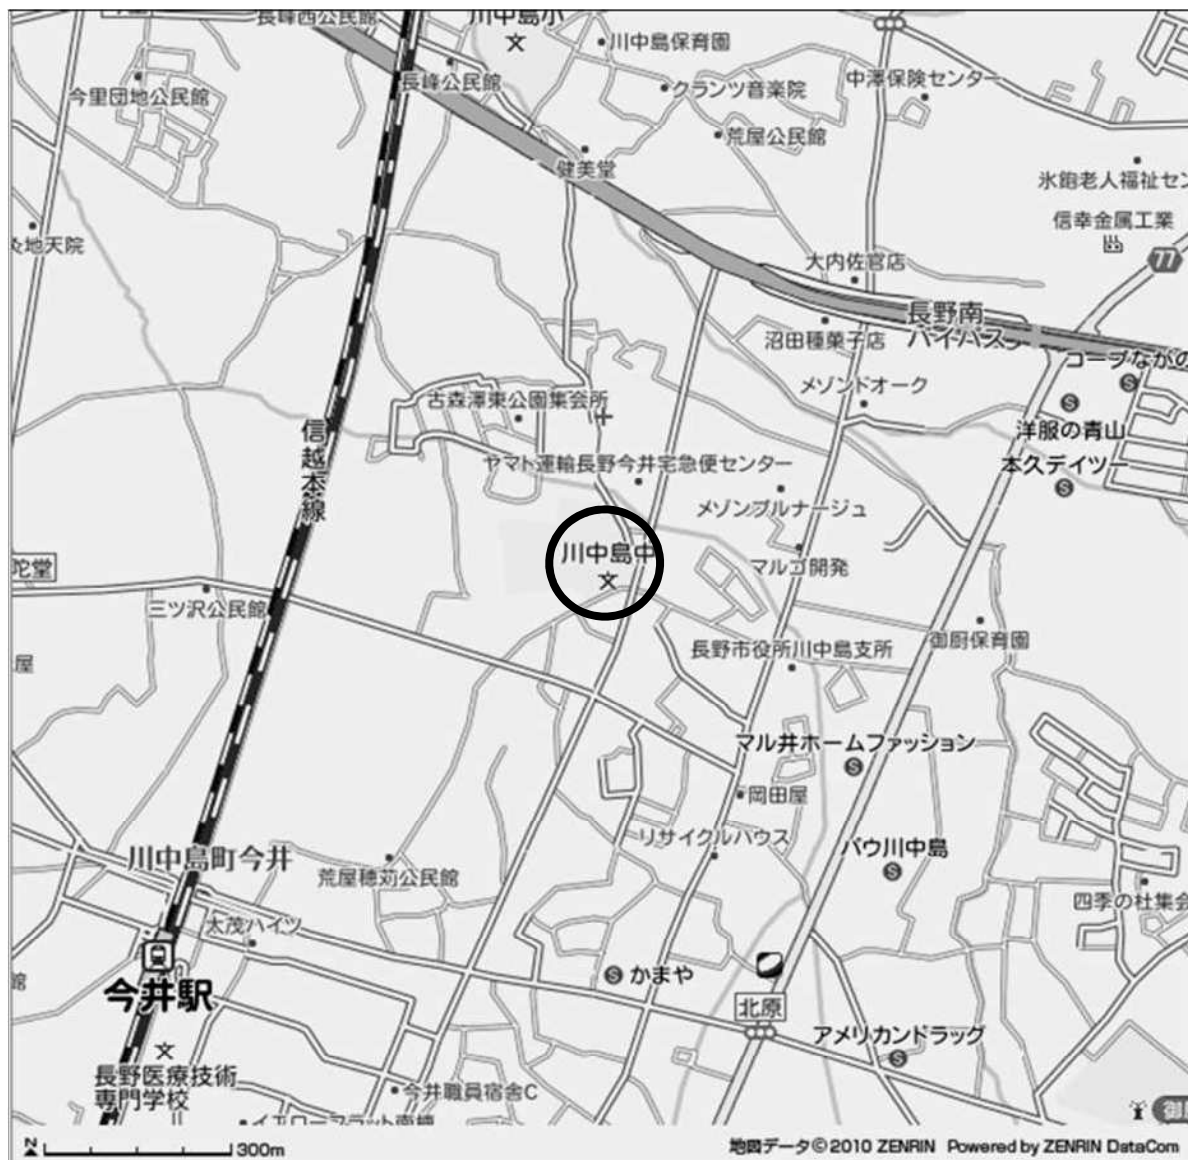 長峰西公民館
川中島小
川中島保育園
長峰公民館
今里団地公民館
クランツ音楽院
中澤保険センター
荒屋公民館
健美堂
氷鉋老人福祉セン
信幸金属工業
77
地天院
大内佐官店
長野南
バイパス
沼田種菓子店
コープながの
メゾンドオーク
古森澤東公園集会所
洋服の青山
信越本線
ヤマト運輸長野今井宅急便センター
本久デイツー
メゾンブルナージュ
川中島中
マルゴ開発
陀堂
三ツ沢公民館
御厨保育園
長野市役所川中島支所
屋
マル井ホームファッション
岡田屋
リサイクルハウス
川中島町今井
バウ川中島
荒屋穂苅公民館
四季の杜集会
太茂ハイツ
かまや
館
今井駅
北原
アメリカンドラッグ
長野医療技術
専門学校
今井職員宿舎C
N
300m
地図データ©2010 ZENRIN Powered by ZENRIN DataCom